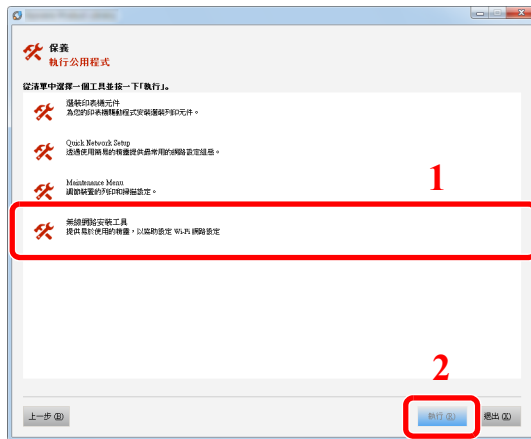 保養
執行公用程式
從清單中選擇一個工具並按一下「執行」。
選裝印表機元件
為您的印表機驅動程式安裝選裝列印元件。
Quick Network Setup
透過使用簡易的精靈提供最常用的網路設定組態。
Maintenance Menu
調節裝置的列印和掃描設定。
1
無線網路安裝工具
提供易於使用的精靈，以協助設定 Wi-Fi 網路設定
2
上一步 (B)
執行 (R)
退出 (X)